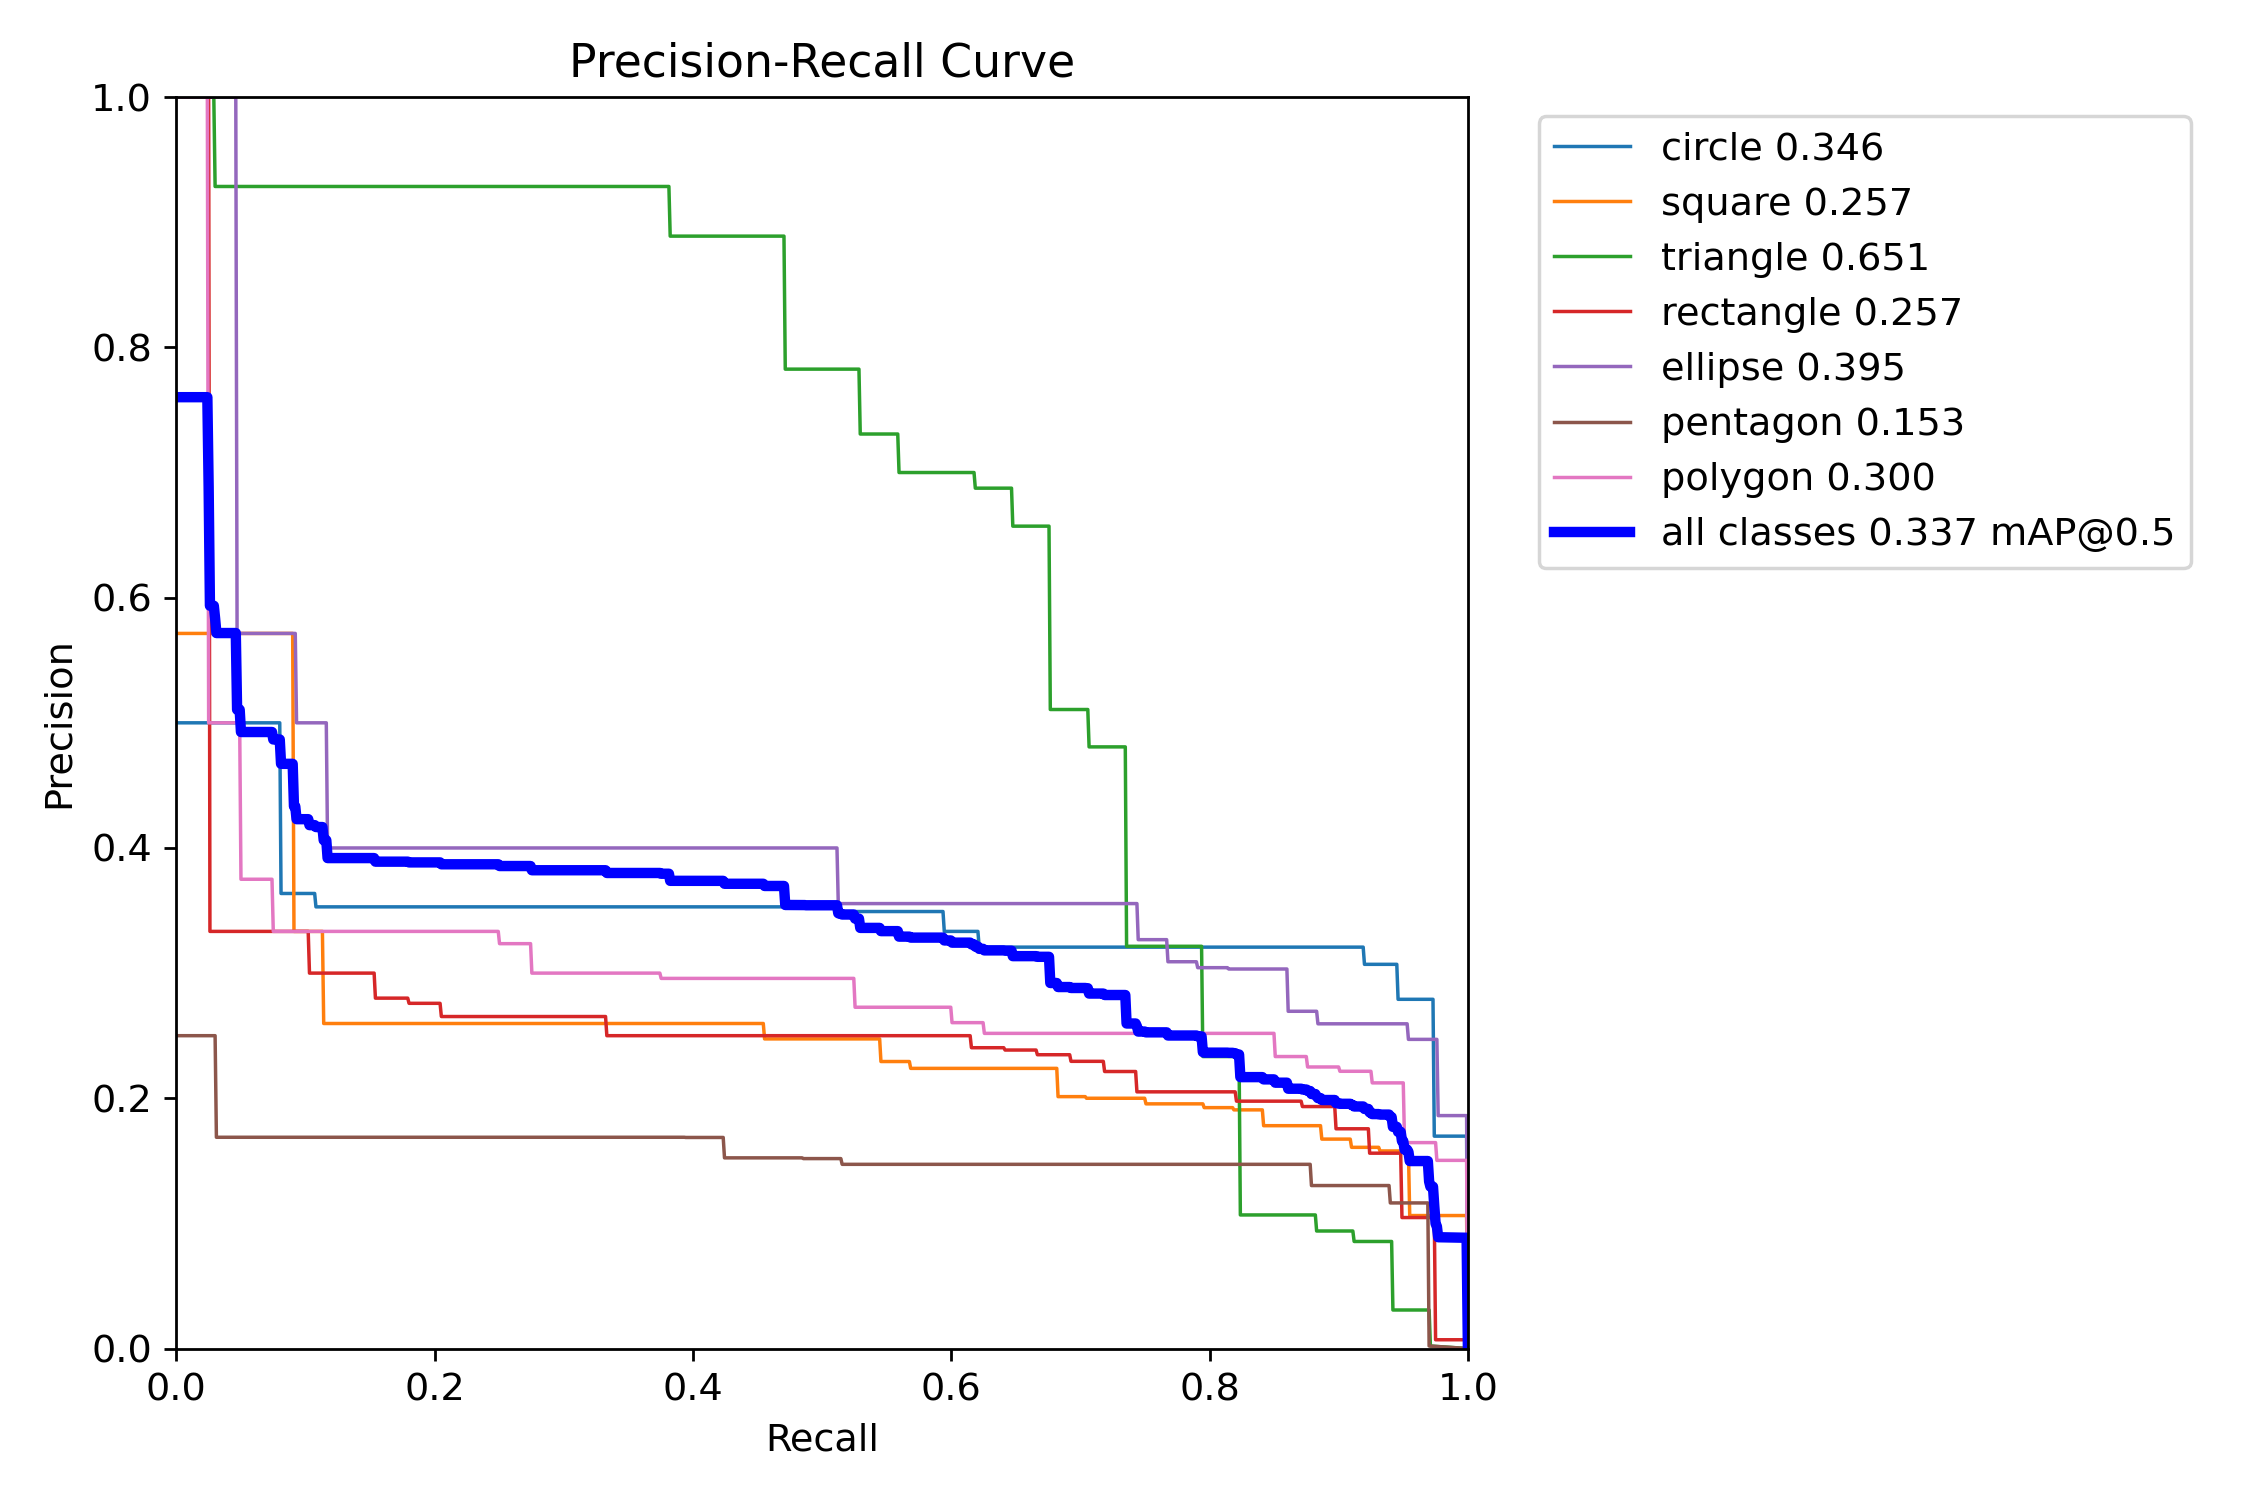 Precision-Recall Curve
1.0
0.8
0.6
0.4
0.2
0.0
Precision
0.0 0.2 0.4 0.6 0.8 1.0
Recall
circle 0.346
square 0.257
triangle 0.651
rectangle 0.257
ellipse 0.395
pentagon 0.153
polygon 0.300
all classes 0.337 mAP@0.5